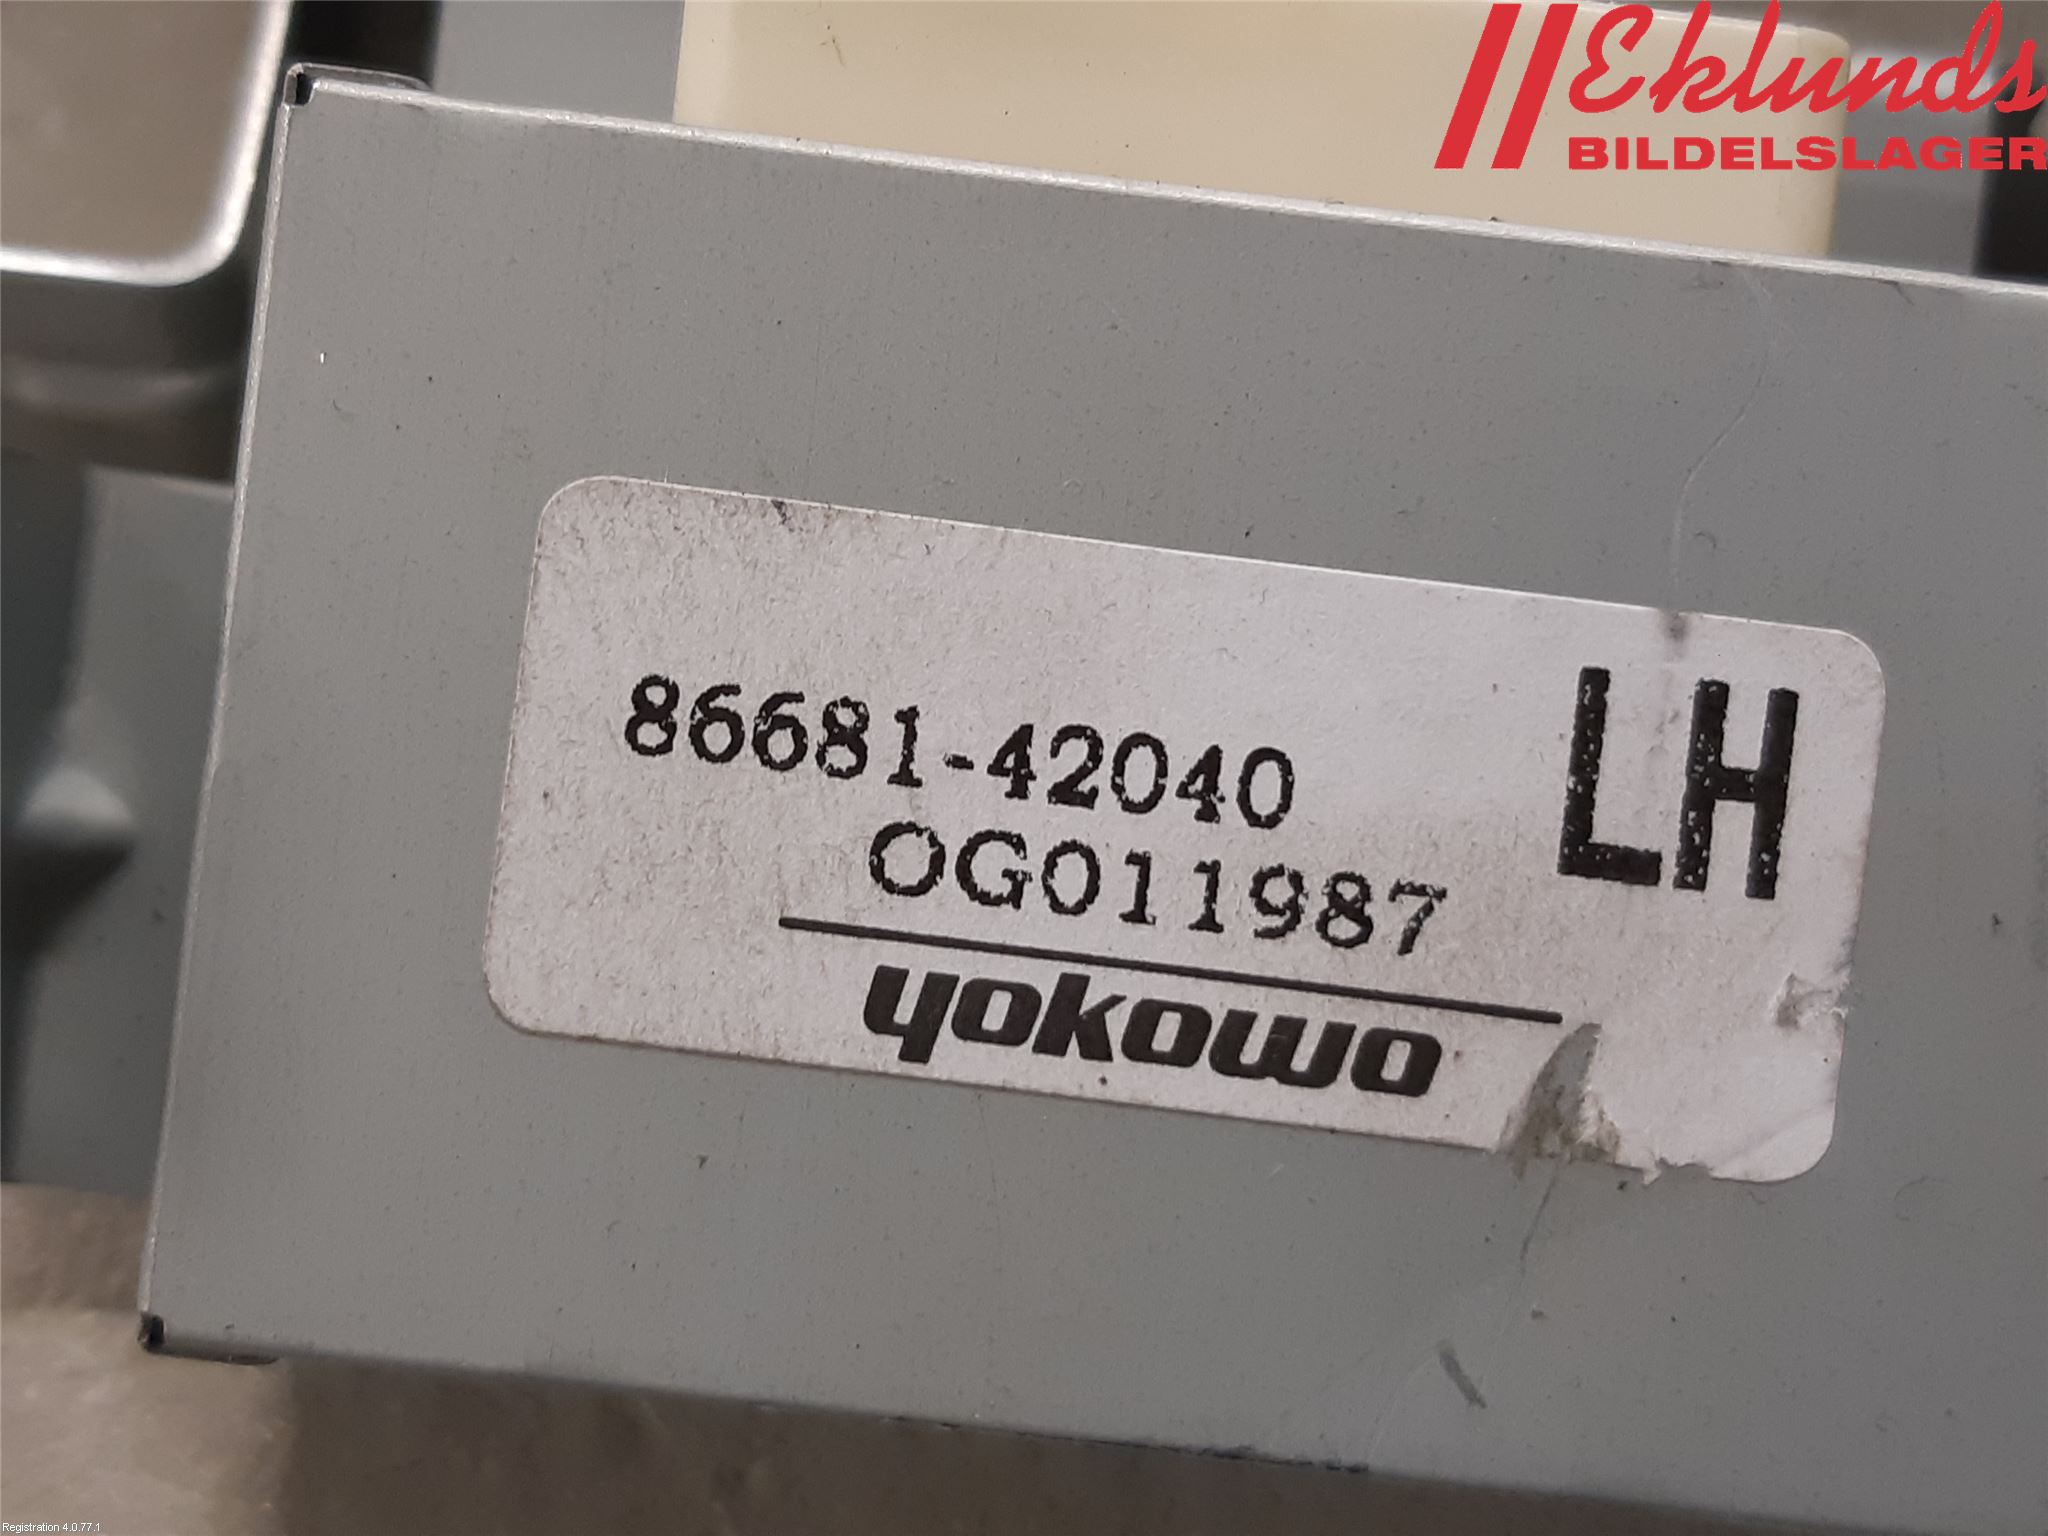 Eklunds
BILDELSLAGER
86681-42040
LH
OG011987
yokowo
Registration 4.0.77.1